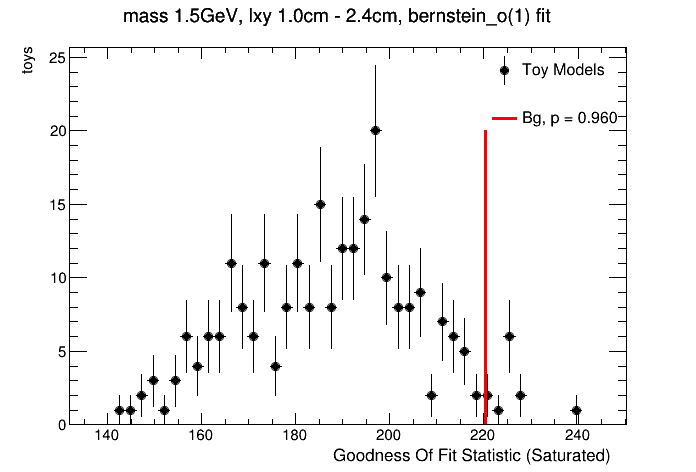 mass 1.5GeV, lxy 1.0cm - 2.4cm, bernstein_o(1) fit
toys
25
20
15
10
5
0
Toy Models
Bg, p = 0.960
140 160 180 200 220 240
Goodness Of Fit Statistic (Saturated)